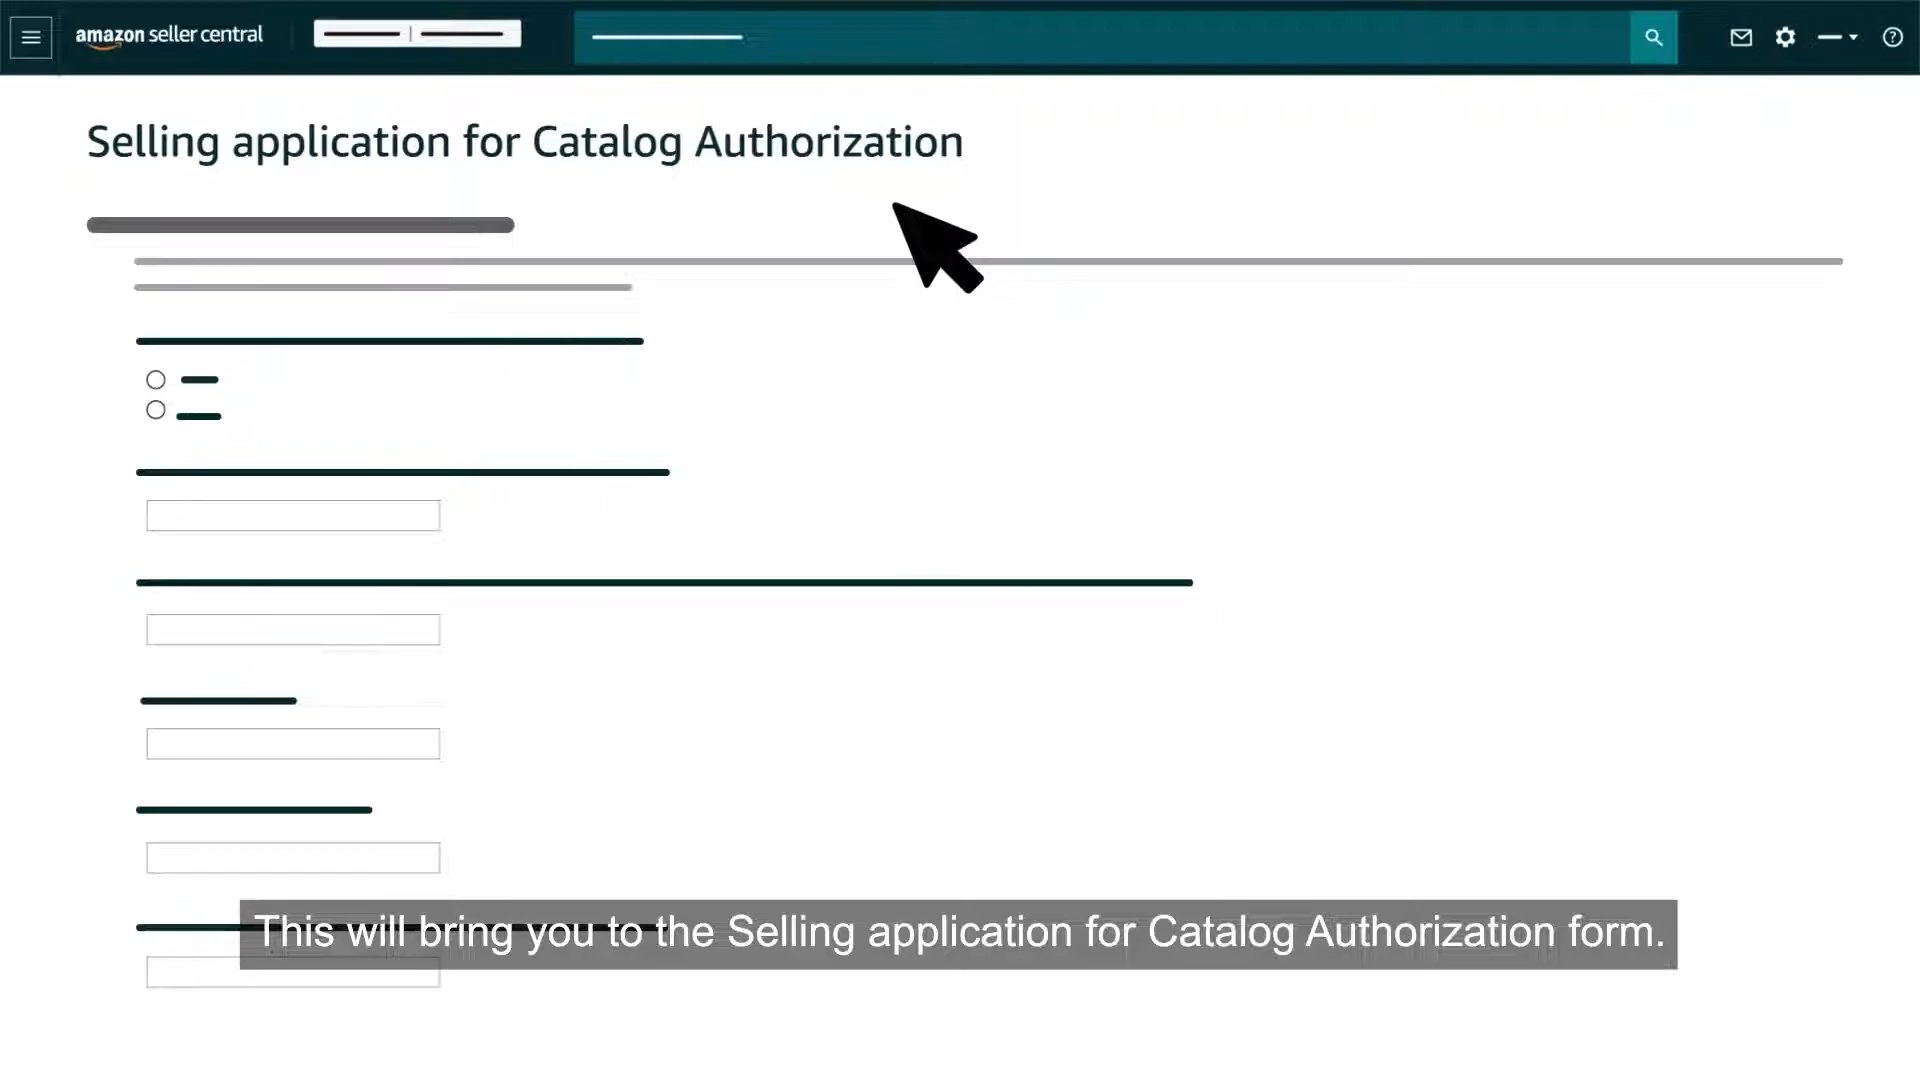 amazon seller central
Selling application for Catalog Authorization
This will bring you to the Selling application for Catalog Authorization form.